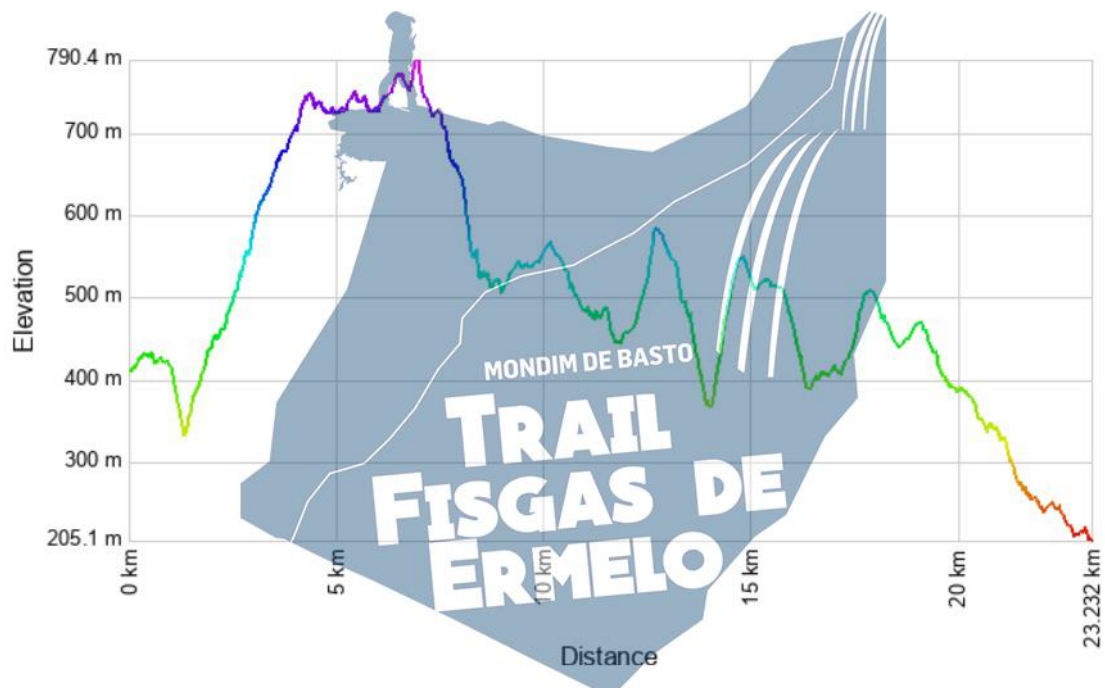 790.4 m
700 m
600 m
500 m
400 m
300 m
205.1 m
Elevation
MONDIM DE BASTO
TRAIL
FISGAS DE
ERMELO
0 km
5 km
10 km
15 km
20 km
23.232 km
Distance